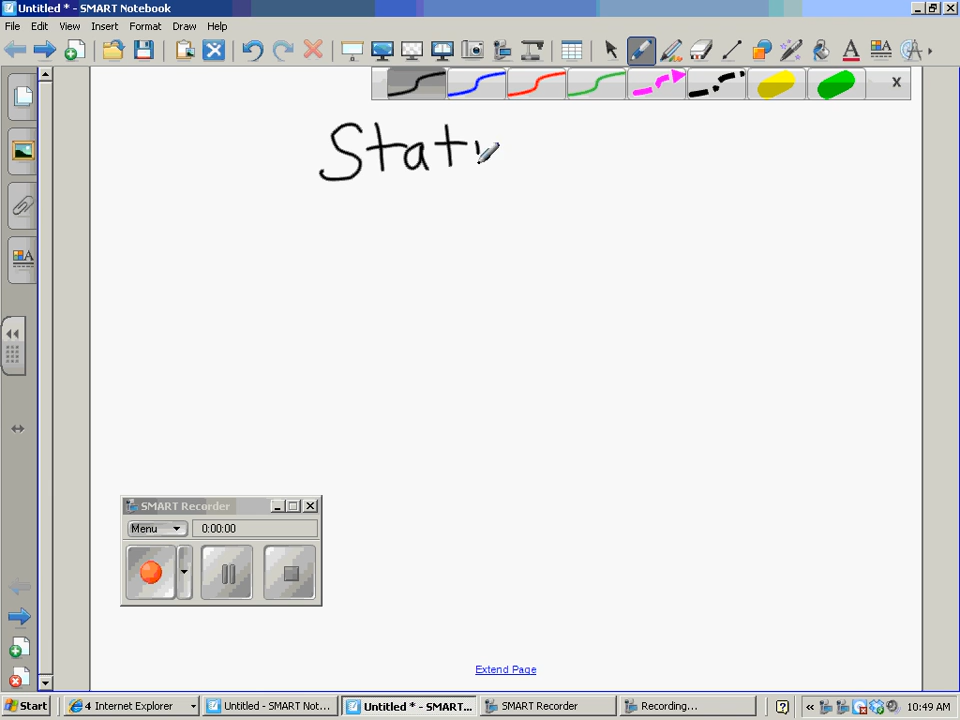 Untitled * - SMART Notebook
File Edit View Insert Format Draw Help
x
Stat
SMART Recorder
Menu 0:00:00
Extend Page
Start 4 Internet Explorer Untitled - SMART Not... Untitled * - SMART... SMART Recorder Recording... 10:49 AM